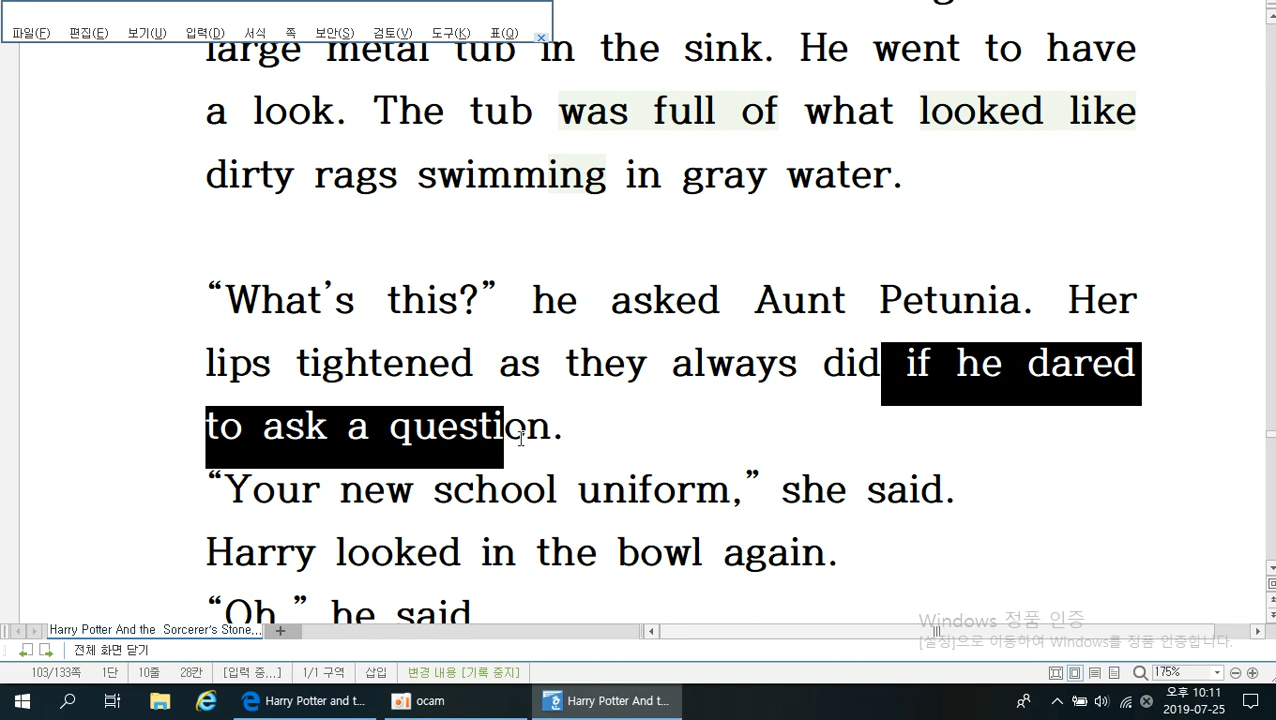 파일(F) 편집(E) 보기(U) 입력(D) 서식 쪽 보안(S) 검토(V) 도구(K) 표(Q)
large metal tub in the sink. He went to have
a look. The tub was full of what looked like
dirty rags swimming in gray water.
“What's this?” he asked Aunt Petunia. Her
lips tightened as they always did if he dared
to ask a question.
“Your new school uniform,” she said.
Harry looked in the bowl again.
“Oh,” he said
Windows 정품 인증
[설정]으로 이동하여 Windows를 정품 인증합니다.
Harry Potter And the Sorcerer's Stone...
전체 화면 닫기
103/133쪽 1단 10줄 28칸 [입력 중...] 1/1 구역 삽입 변경 내용 [기록 중지] 175%
Harry Potter and t... ocam Harry Potter And t... 오후 10:11
2019-07-25